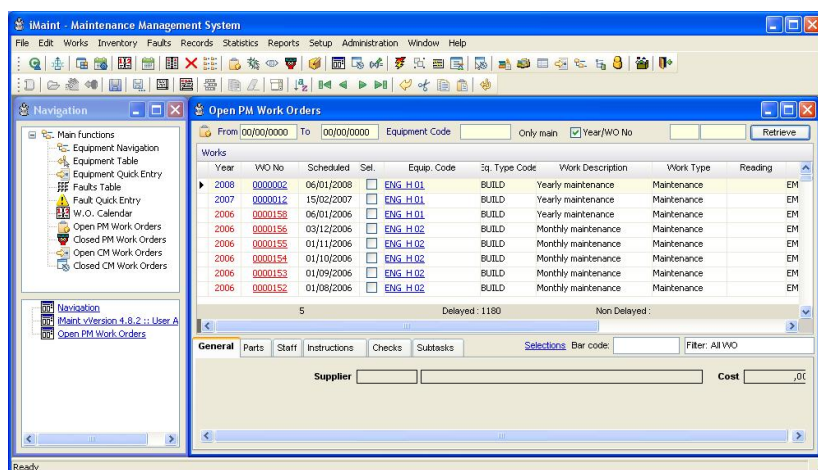 iMaint - Maintenance Management System
File Edit Works Inventory Faults Records Statistics Reports Setup Administration Window Help
Navigation
Main functions
Equipment Navigation
Equipment Table
Equipment Quick Entry
Faults Table
Fault Quick Entry
W.O. Calendar
Open PM Work Orders
Closed PM Work Orders
Open CM Work Orders
Closed CM Work Orders
Navigation
iMaint vVersion 4.8.2 :: User A
Open PM Work Orders
Open PM Work Orders
From 00/00/0000 To 00/00/0000 Equipment Code Only main Year/WO No Retrieve
Works
Year WO No Scheduled Sel. Equip. Code Eq. Type Code Work Description Work Type Reading
2008 0000002 06/01/2008 ENG H 01 BUILD Yearly maintenance Maintenance EM
2007 0000012 15/02/2007 ENG H 01 BUILD Yearly maintenance Maintenance EM
2006 0000158 06/01/2006 ENG H 01 BUILD Yearly maintenance Maintenance EM
2006 0000156 03/12/2006 ENG H 02 BUILD Monthly maintenance Maintenance EM
2006 0000155 01/11/2006 ENG H 02 BUILD Monthly maintenance Maintenance EM
2006 0000154 01/10/2006 ENG H 02 BUILD Monthly maintenance Maintenance EM
2006 0000153 01/09/2006 ENG H 02 BUILD Monthly maintenance Maintenance EM
2006 0000152 01/08/2006 ENG H 02 BUILD Monthly maintenance Maintenance EM
5 Delayed : 1180 Non Delayed :
General Parts Staff Instructions Checks Subtasks Selections Bar code: Filter: All WO
Supplier Cost ,00
Ready